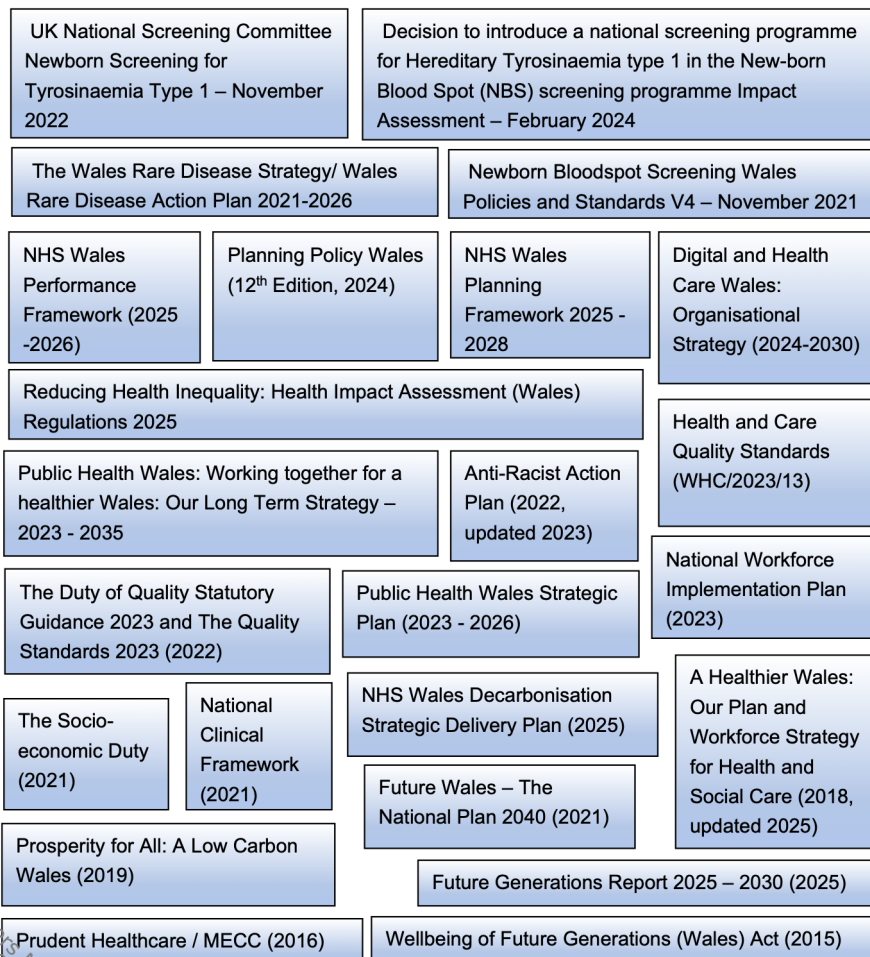 UK National Screening Committee
Newborn Screening for
Tyrosinaemia Type 1 – November
2022
Decision to introduce a national screening programme
for Hereditary Tyrosinaemia type 1 in the New-born
Blood Spot (NBS) screening programme Impact
Assessment – February 2024
The Wales Rare Disease Strategy/ Wales
Rare Disease Action Plan 2021-2026
Newborn Bloodspot Screening Wales
Policies and Standards V4 – November 2021
NHS Wales
Performance
Framework (2025
-2026)
Planning Policy Wales
(12th Edition, 2024)
NHS Wales
Planning
Framework 2025 -
2028
Digital and Health
Care Wales:
Organisational
Strategy (2024-2030)
Reducing Health Inequality: Health Impact Assessment (Wales)
Regulations 2025
Health and Care
Quality Standards
(WHC/2023/13)
Public Health Wales: Working together for a
healthier Wales: Our Long Term Strategy –
2023 - 2035
Anti-Racist Action
Plan (2022,
updated 2023)
National Workforce
Implementation Plan
(2023)
The Duty of Quality Statutory
Guidance 2023 and The Quality
Standards 2023 (2022)
Public Health Wales Strategic
Plan (2023 - 2026)
A Healthier Wales:
Our Plan and
Workforce Strategy
for Health and
Social Care (2018,
updated 2025)
The Socio-
economic Duty
(2021)
National
Clinical
Framework
(2021)
NHS Wales Decarbonisation
Strategic Delivery Plan (2025)
Future Wales – The
National Plan 2040 (2021)
Prosperity for All: A Low Carbon
Wales (2019)
Future Generations Report 2025 – 2030 (2025)
Prudent Healthcare / MECC (2016)
Wellbeing of Future Generations (Wales) Act (2015)